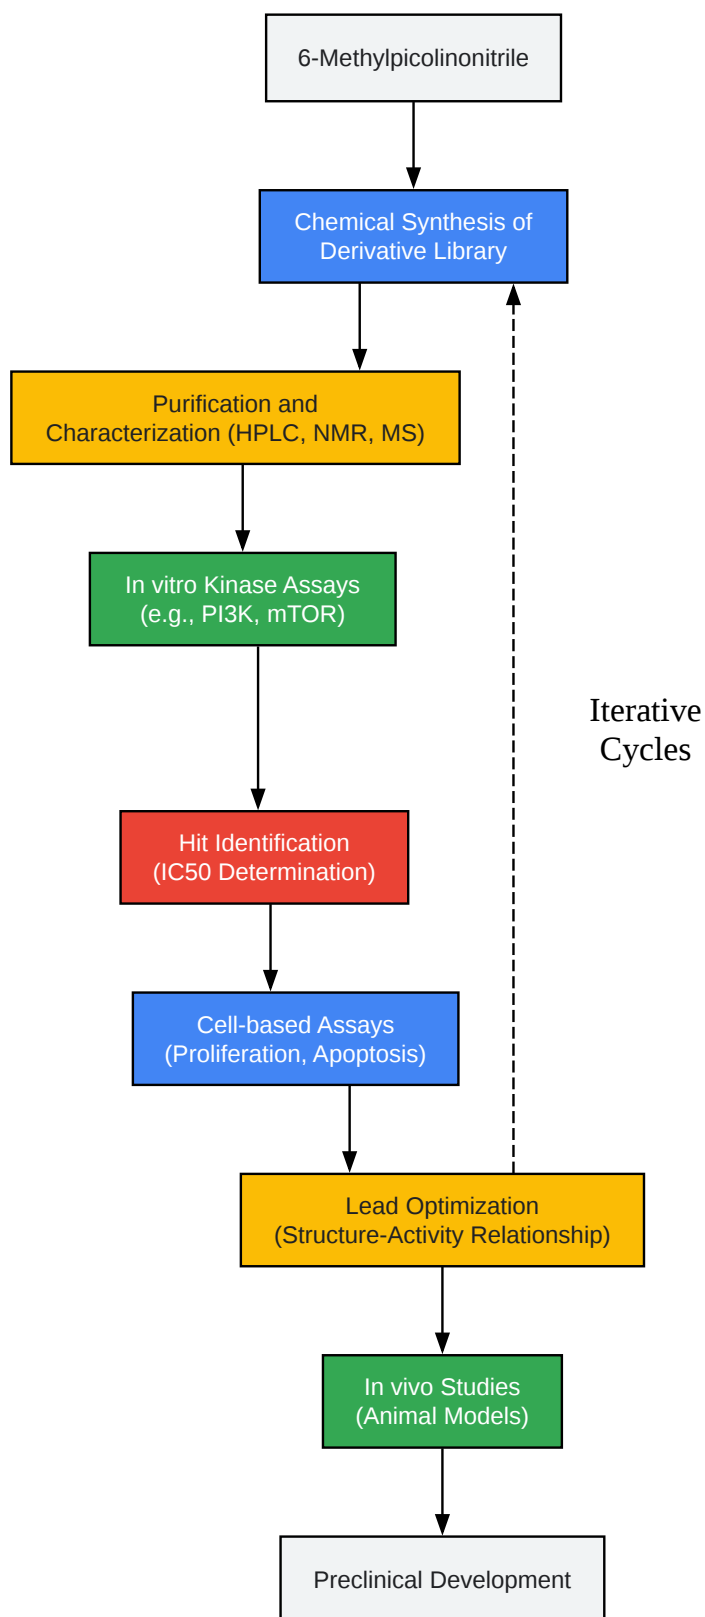 6-Methylpicolinonitrile
Chemical Synthesis of
Derivative Library
Purification and
Characterization (HPLC, NMR, MS)
In vitro Kinase Assays
(e.g., PI3K, mTOR)
Iterative
Cycles
Hit Identification
(IC50 Determination)
Cell-based Assays
(Proliferation, Apoptosis)
Lead Optimization
(Structure-Activity Relationship)
In vivo Studies
(Animal Models)
Preclinical Development